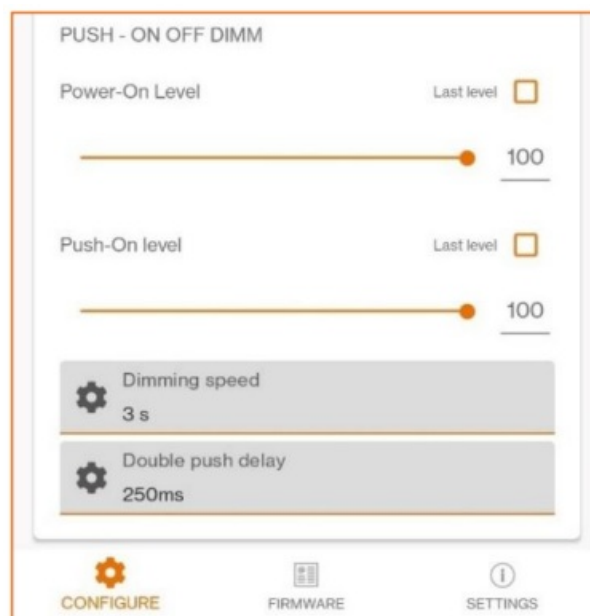 PUSH - ON OFF DIMM
Power-On Level Last level
100
Push-On level Last level
100
Dimming speed
3 s
Double push delay
250ms
CONFIGURE FIRMWARE SETTINGS